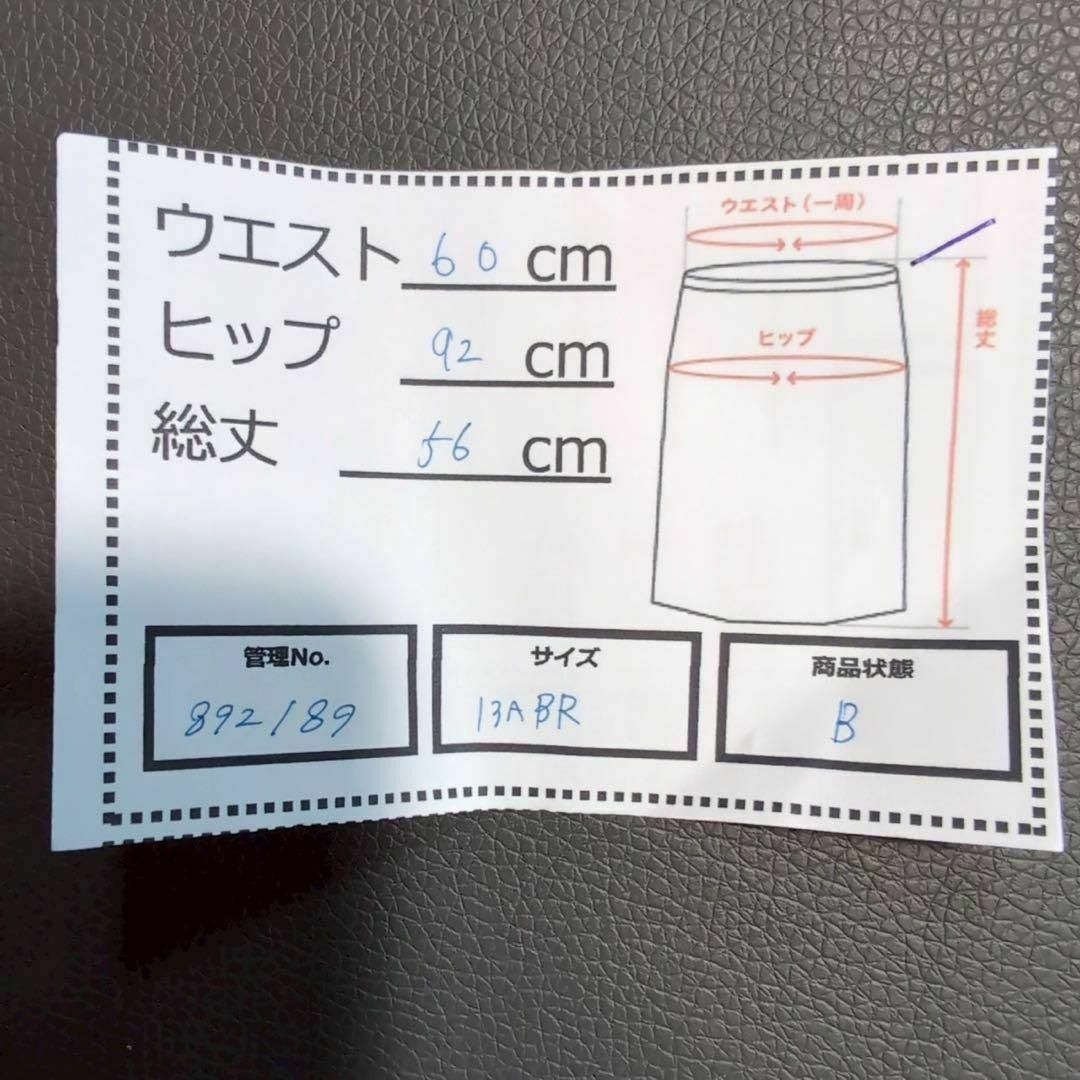 ウエスト 60 cm
ヒップ 92 cm
総丈 56 cm
ウエスト(一周)
ヒップ
総丈
管理No.
892189
サイズ
13ABR
商品状態
B